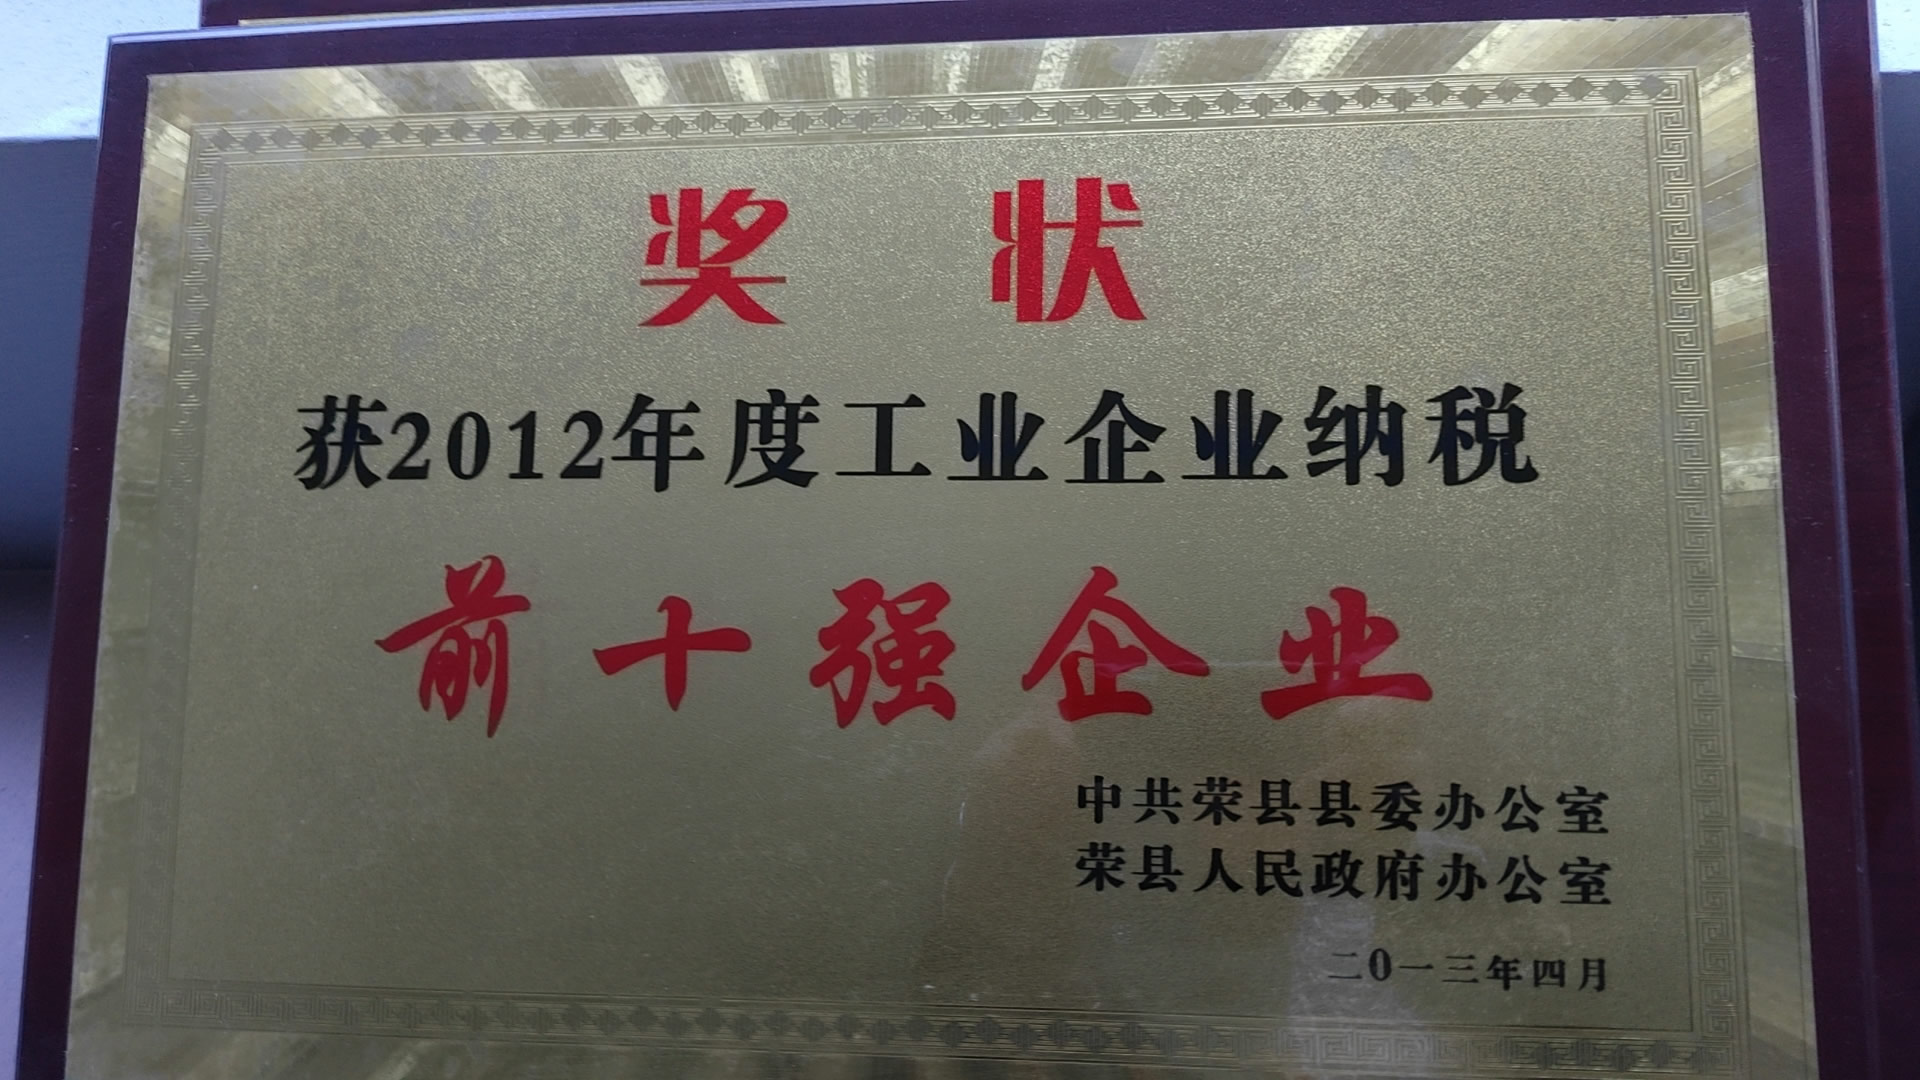 奖状
获2012年度工业企业纳税
前十强企业
中共荣县县委办公室
荣县人民政府办公室
二0一三年四月